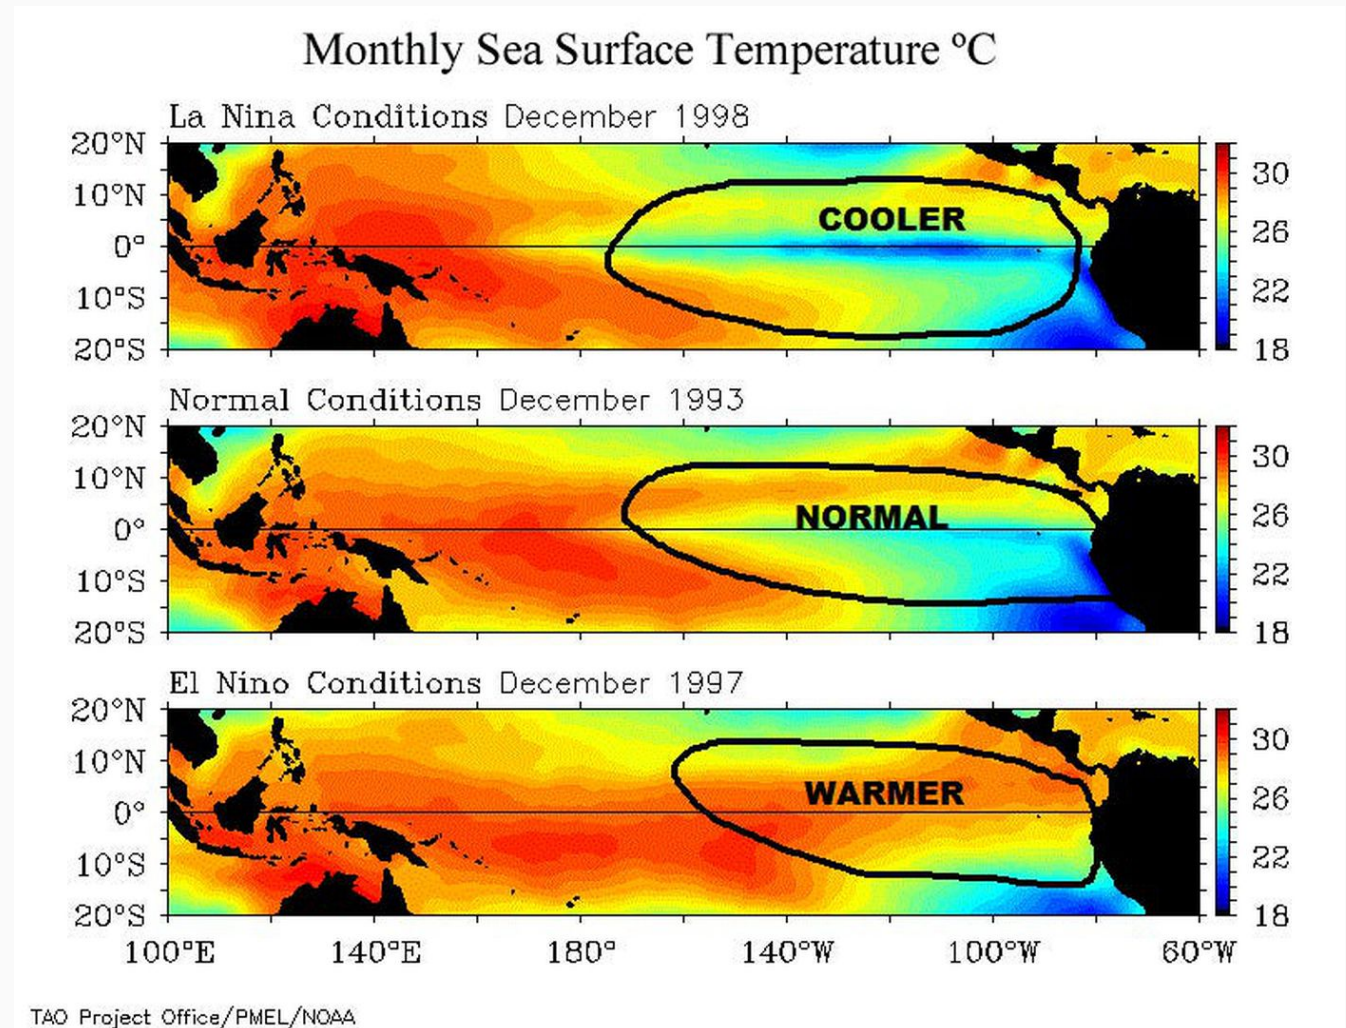 Monthly Sea Surface Temperature ºC
La Nina Conditions December 1998
20°N
10°N
0°
10°S
20°S
COOLER
30
26
22
18
Normal Conditions December 1993
20°N
10°N
0°
10°S
20°S
NORMAL
30
26
22
18
El Nino Conditions December 1997
20°N
10°N
0°
10°S
20°S
WARMER
30
26
22
18
100°E 140°E 180° 140°W 100°W 60°W
TAO Project Office/PMEL/NOAA